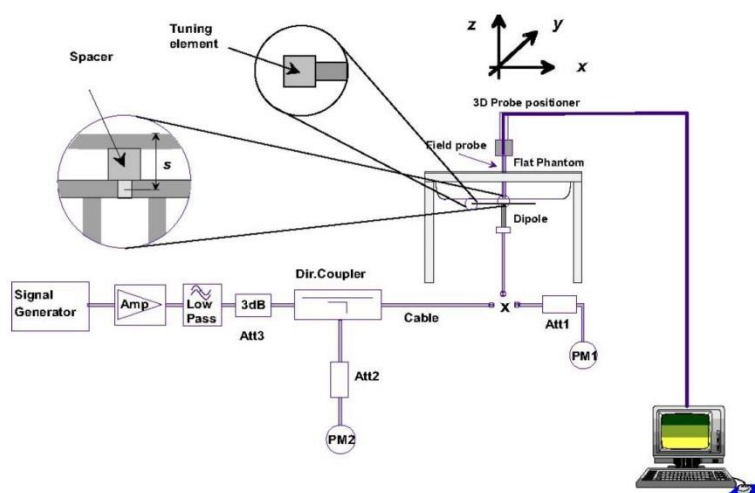 Tuning
element
z
y
x
Spacer
3D Probe positioner
Field probe
Flat Phantom
s
Dipole
Dir.Coupler
Signal
Generator
Amp
Low
Pass
3dB
Att3
Cable
x
Att1
PM1
Att2
PM2